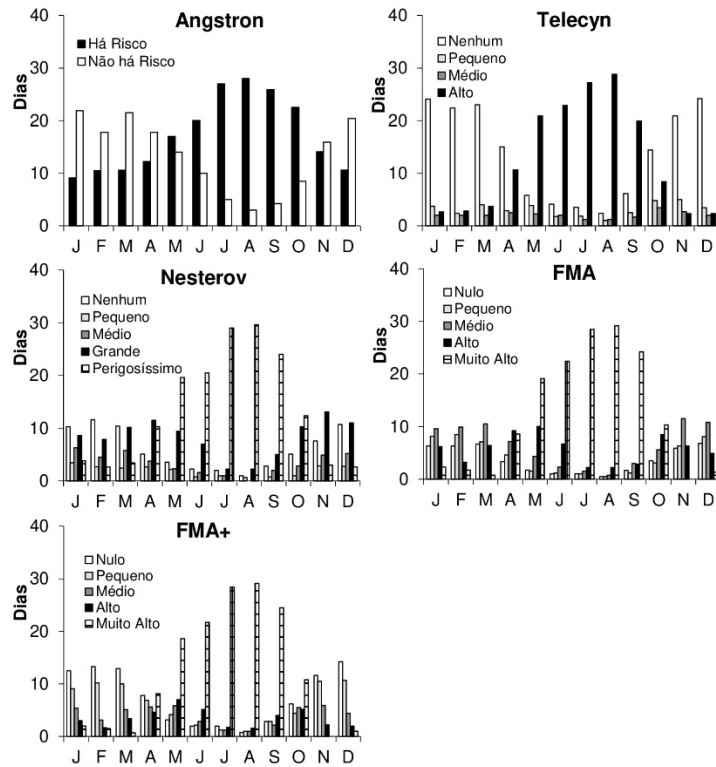 Angstron
Há Risco
Não há Risco
Dias
40
30
20
10
0
J F M A M J J A S O N D
Telecyn
Nenhum
Pequeno
Médio
Alto
Dias
40
30
20
10
0
J F M A M J J A S O N D
Nesterov
Nenhum
Pequeno
Médio
Grande
Perigosíssimo
Dias
40
30
20
10
0
J F M A M J J A S O N D
FMA
Nulo
Pequeno
Médio
Alto
Muito Alto
Dias
40
30
20
10
0
J F M A M J J A S O N D
FMA+
Nulo
Pequeno
Médio
Alto
Muito Alto
Dias
40
30
20
10
0
J F M A M J J A S O N D